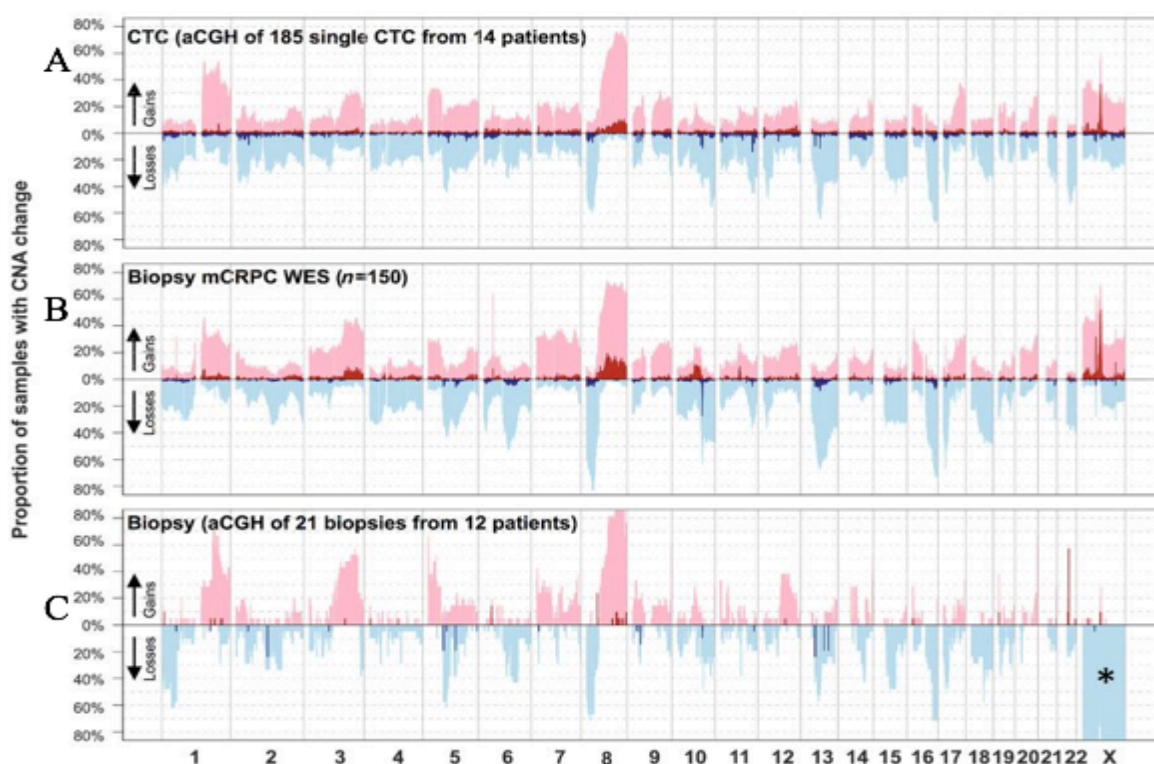 Proportion of samples with CNA change
A
CTC (aCGH of 185 single CTC from 14 patients)
80%
60%
40%
20%
0%
20%
40%
60%
80%
Gains
Losses
B
Biopsy mCRPC WES (n=150)
80%
60%
40%
20%
0%
20%
40%
60%
80%
Gains
Losses
C
Biopsy (aCGH of 21 biopsies from 12 patients)
80%
60%
40%
20%
0%
20%
40%
60%
80%
Gains
Losses
*
1 2 3 4 5 6 7 8 9 10 11 12 13 14 15 16 17 18 19 20 21 22 X